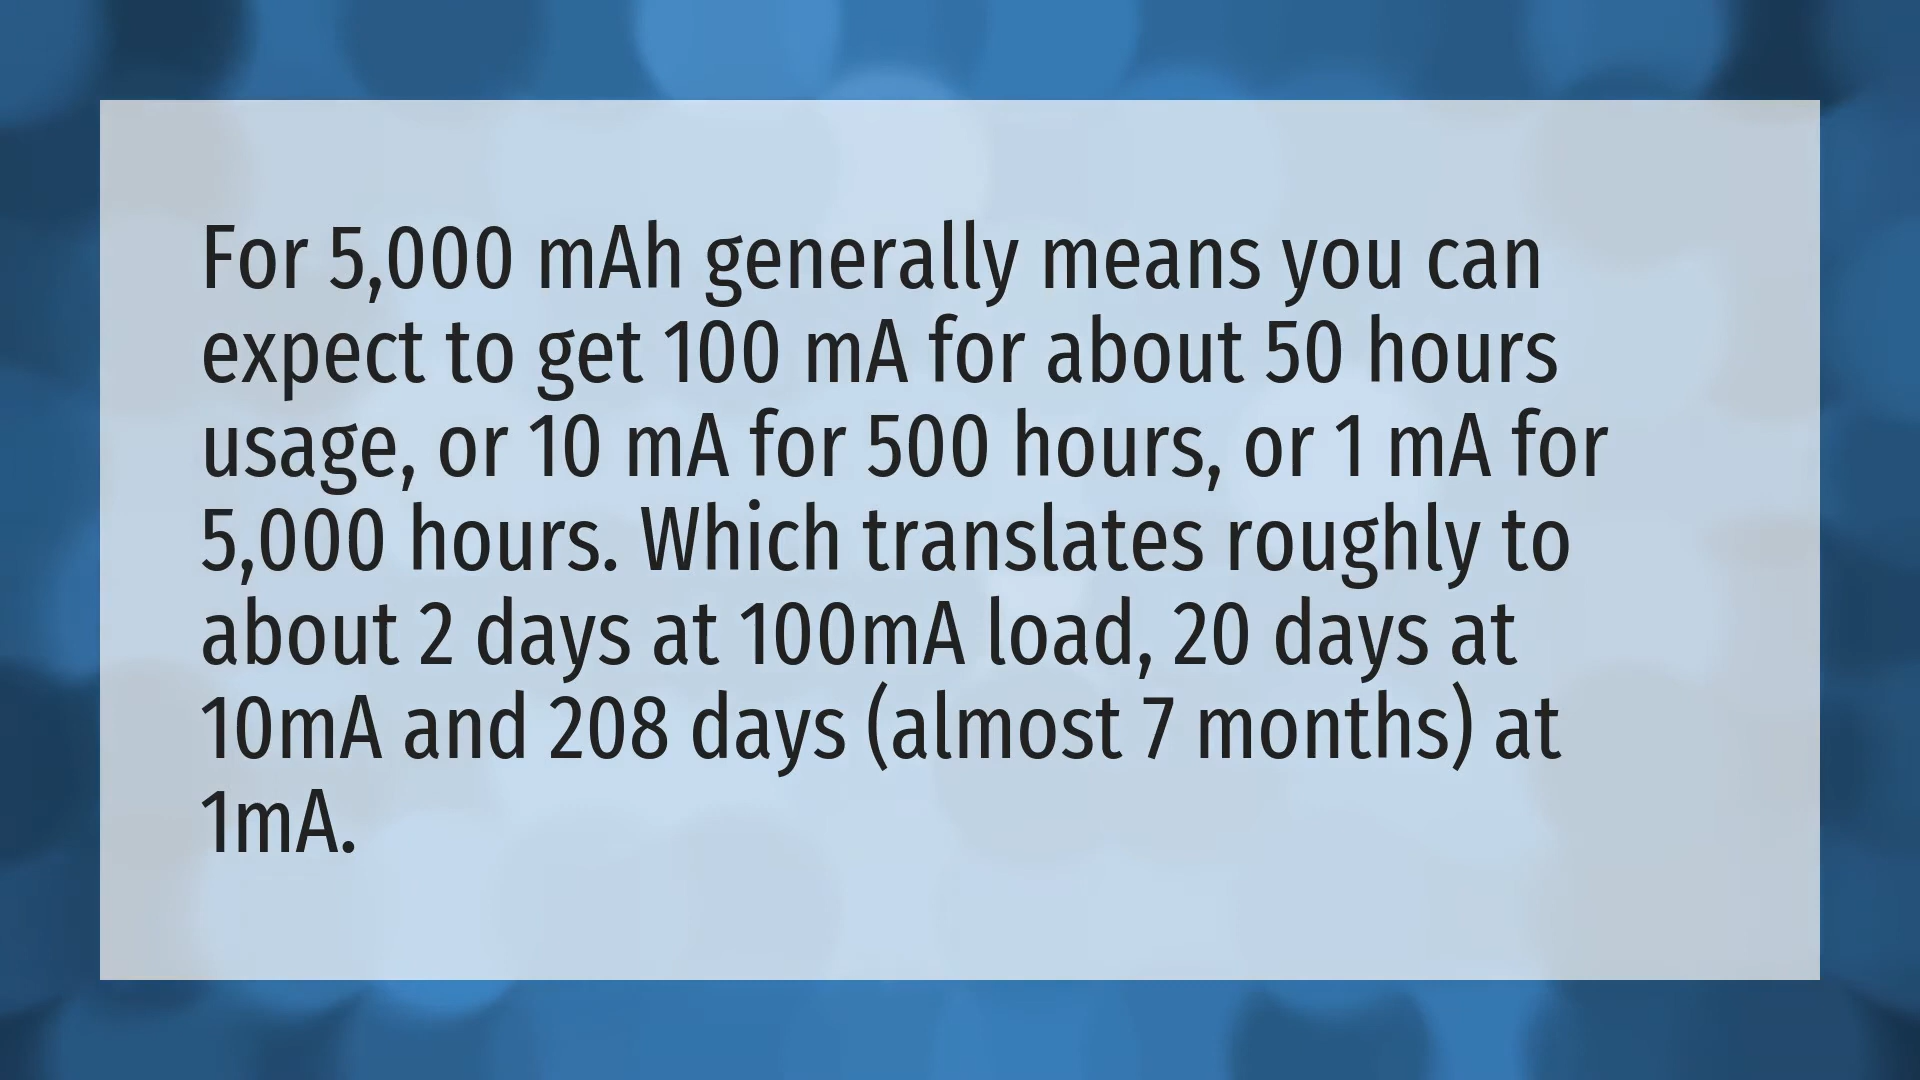 For 5,000 mAh generally means you can
expect to get 100 mA for about 50 hours
usage, or 10 mA for 500 hours, or 1 mA for
5,000 hours. Which translates roughly to
about 2 days at 100mA load, 20 days at
10mA and 208 days (almost 7 months) at
1mA.